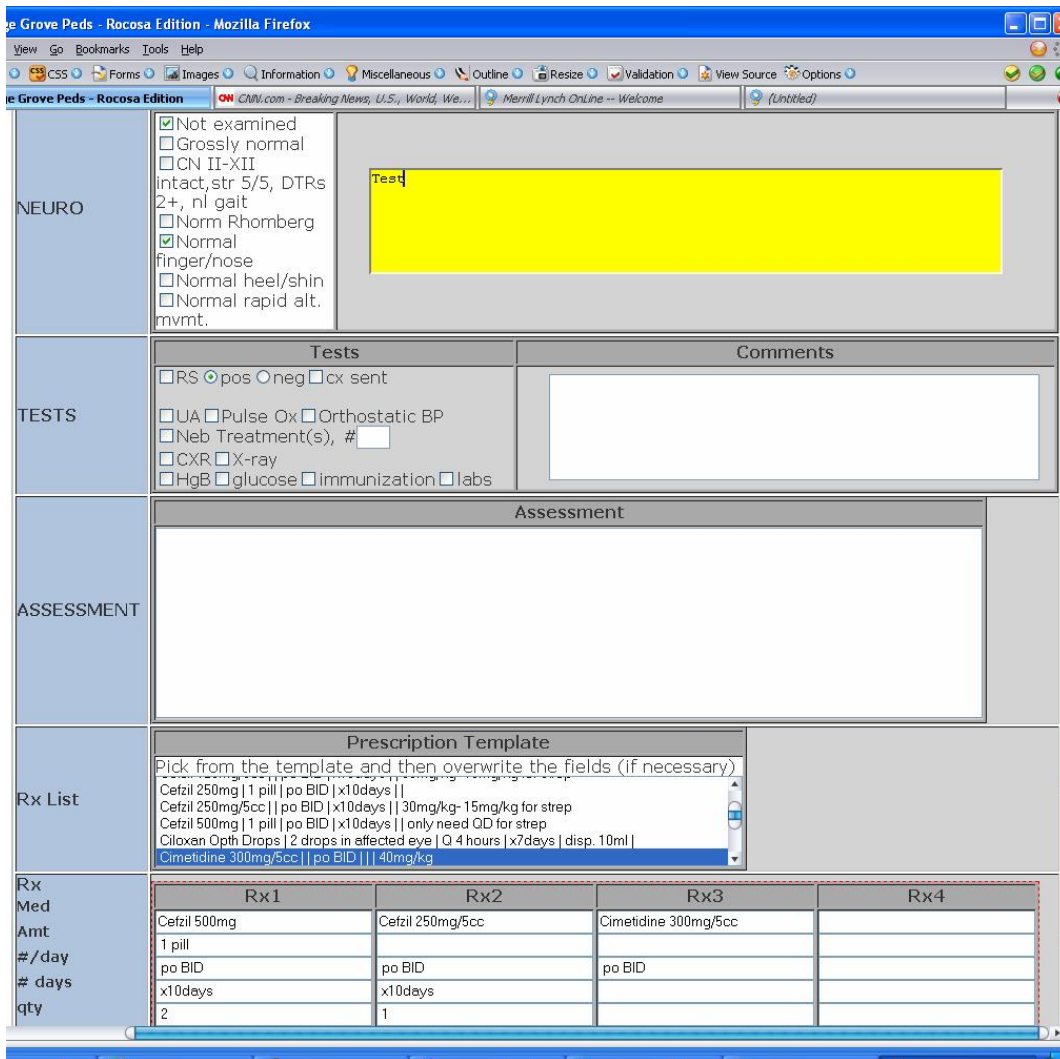 ge Grove Peds - Rocosa Edition - Mozilla Firefox
View Go Bookmarks Tools Help
CSS Forms Images Information Miscellaneous Outline Resize Validation View Source Options
e Grove Peds - Rocosa Edition CNN.com - Breaking News, U.S., World, We... Merrill Lynch OnLine -- Welcome (Untitled)
NEURO
Not examined
Grossly normal
CN II-XII
intact,str 5/5, DTRs
2+, nl gait
Norm Rhomberg
Normal
finger/nose
Normal heel/shin
Normal rapid alt.
mvmt.
Test
TESTS
Tests
RS pos neg cx sent
UA Pulse Ox Orthostatic BP
Neb Treatment(s), #
CXR X-ray
HgB glucose immunization labs
Comments
ASSESSMENT
Assessment
Rx List
Prescription Template
Pick from the template and then overwrite the fields (if necessary)
Cefzil 250mg | 1 pill | po BID | x10days | |
Cefzil 250mg/5cc | | po BID | x10days | | 30mg/kg- 15mg/kg for strep
Cefzil 500mg | 1 pill | po BID | x10days | | only need QD for strep
Ciloxan Opth Drops | 2 drops in affected eye | Q 4 hours | x7days | disp. 10ml |
Cimetidine 300mg/5cc | | po BID | | | 40mg/kg
Rx
Med
Amt
#/day
# days
qty
Rx1 Rx2 Rx3 Rx4
Cefzil 500mg Cefzil 250mg/5cc Cimetidine 300mg/5cc
1 pill
po BID po BID po BID
x10days x10days
2 1